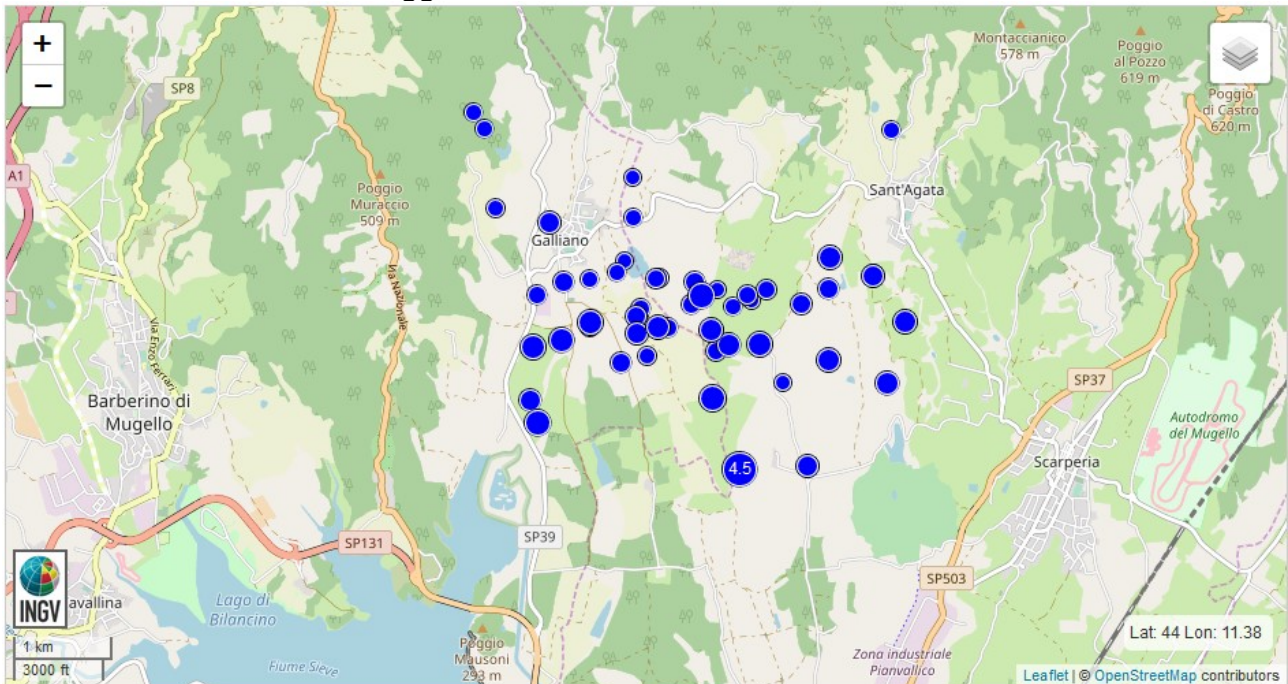 +
−
SP8
A1
Poggio
Muraccio
509 m
Via Nazionale
Via Enzo Ferrari
Barberino di
Mugello
Galliano
Sant'Agata
Montaccianico
578 m
Poggio
al Pozzo
619 m
Poggio
di Castro
620 m
SP37
Autodromo
del Mugello
Scarperia
4.5
SP39
SP131
SP503
INGV
avallina
Lago di
Bilancino
Fiume Sieve
Poggio
Mausoni
293 m
Zona industriale
Pianvallico
1 km
3000 ft
Lat: 44 Lon: 11.38
Leaflet | © OpenStreetMap contributors